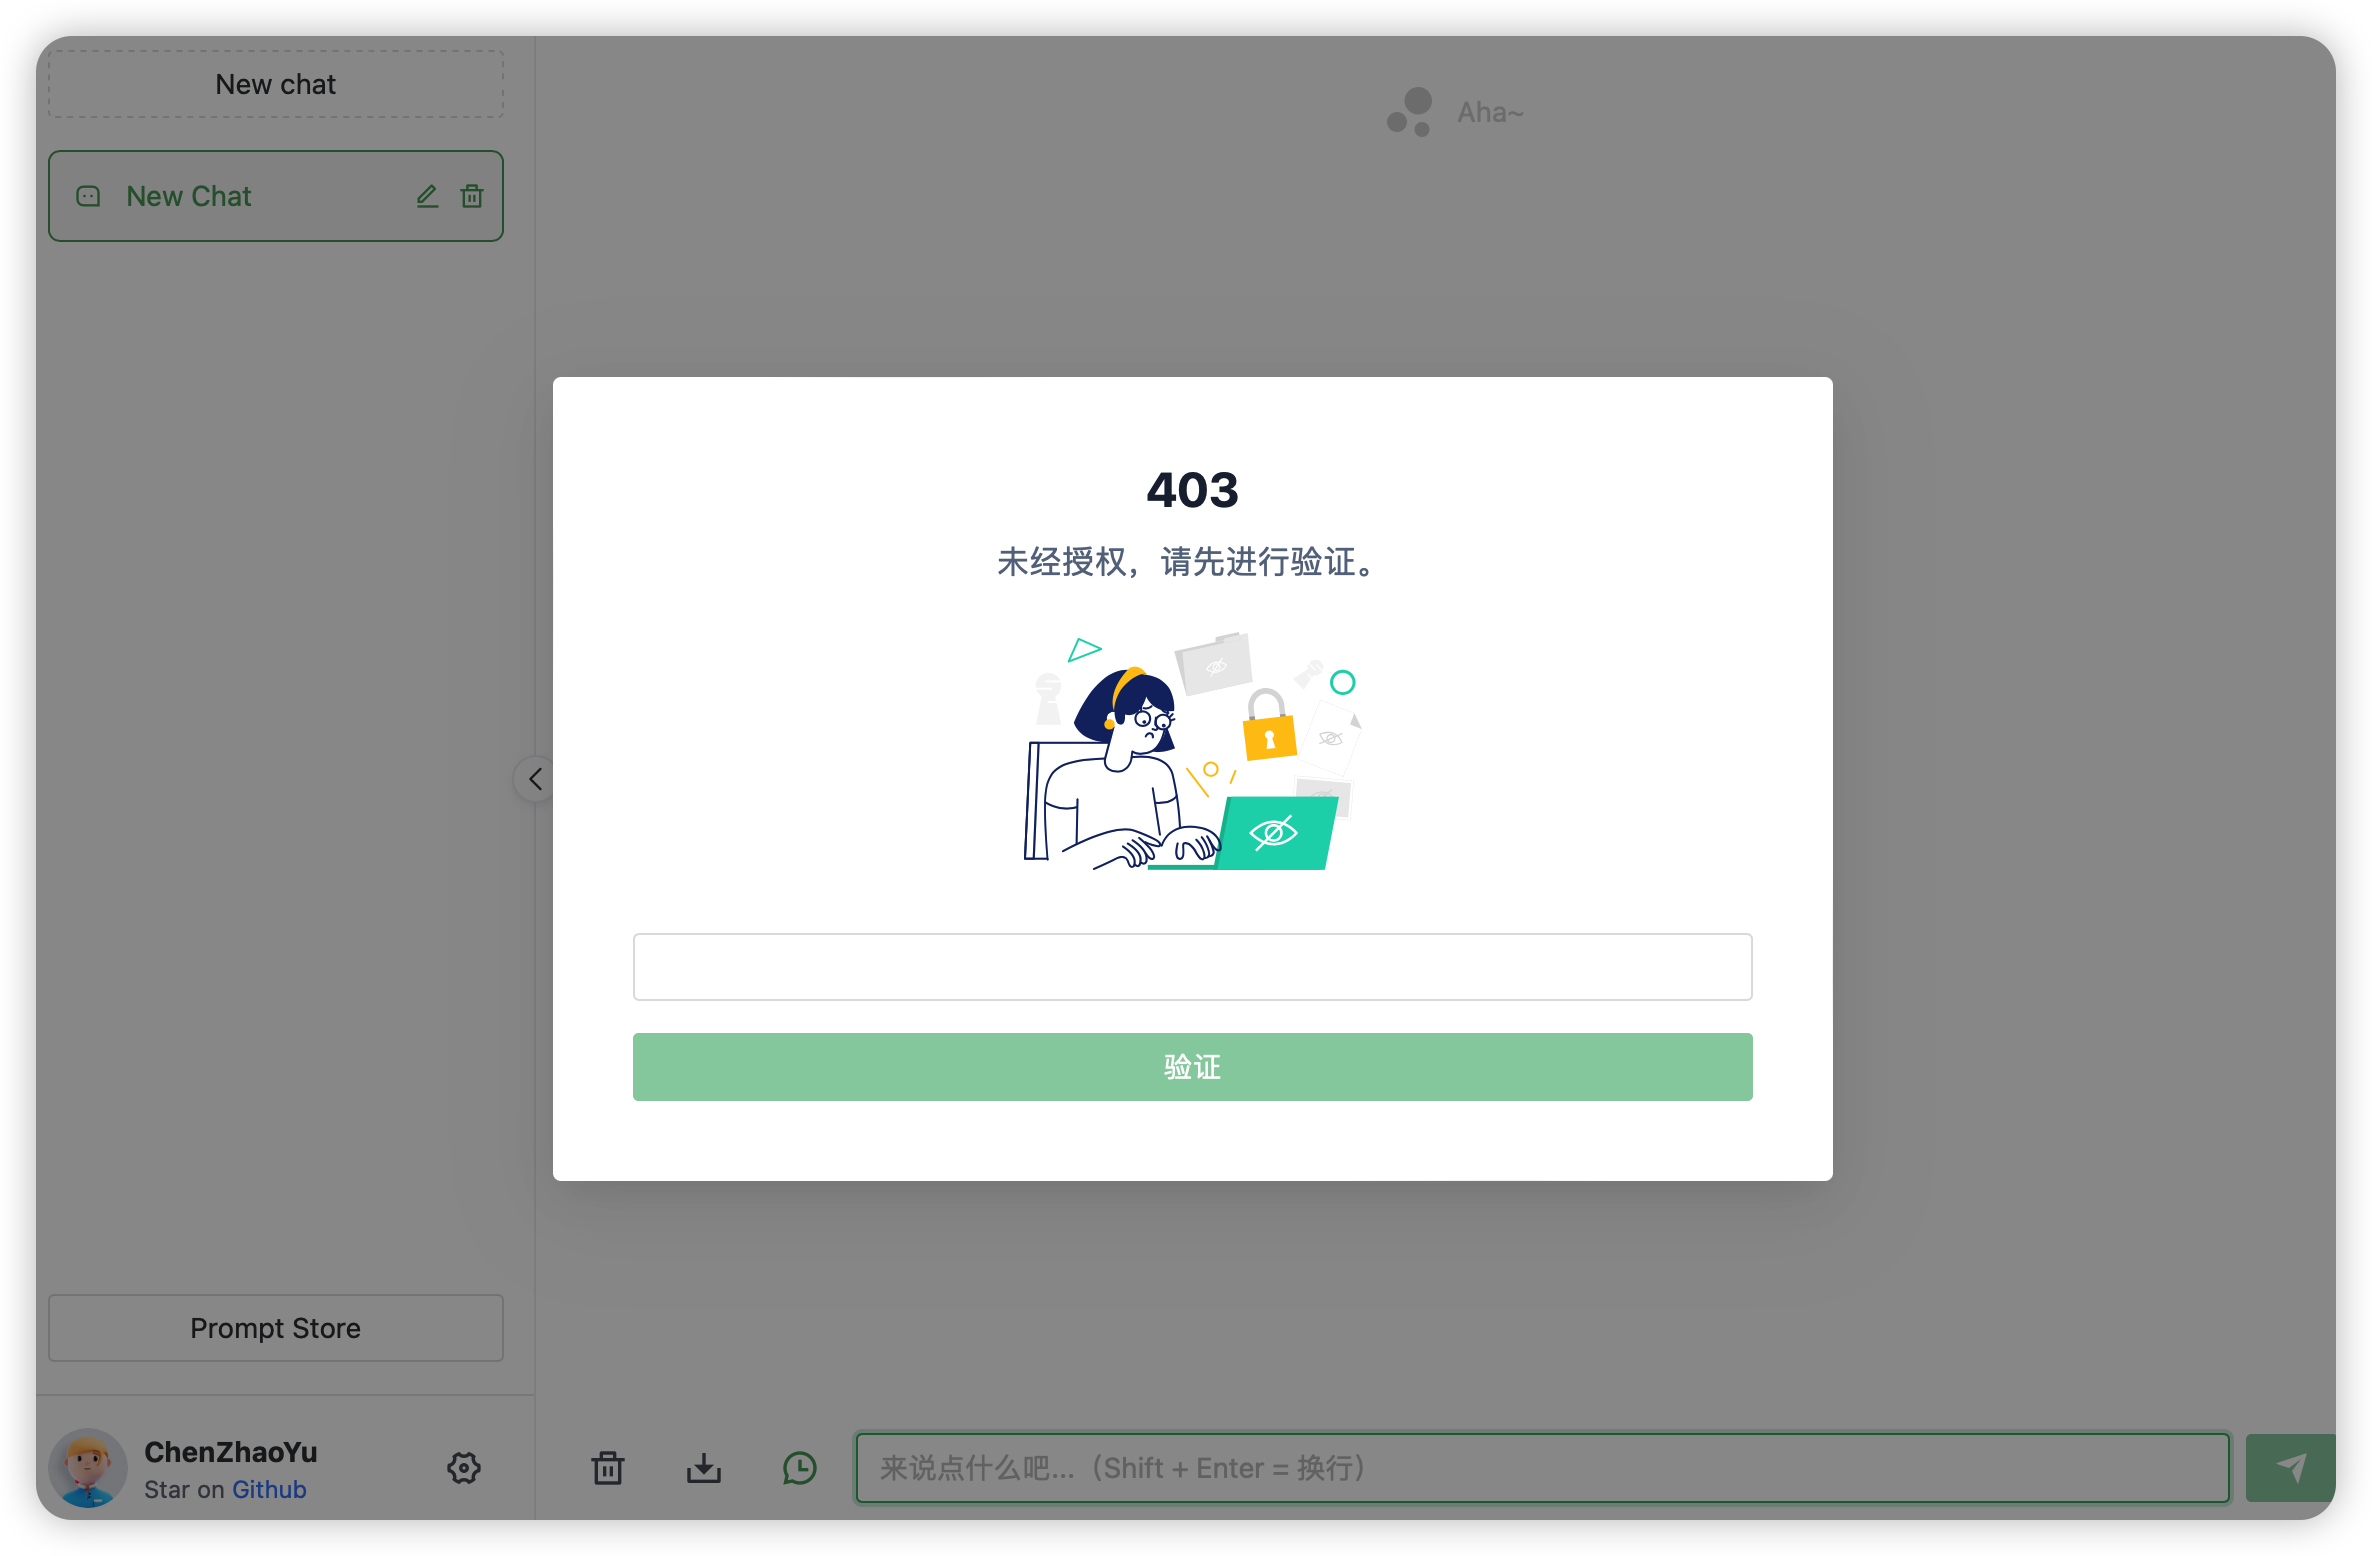 New chat
New Chat
Aha~
403
未经授权，请先进行验证。
验证
Prompt Store
ChenZhaoYu
Star on Github
来说点什么吧...（Shift + Enter = 换行）